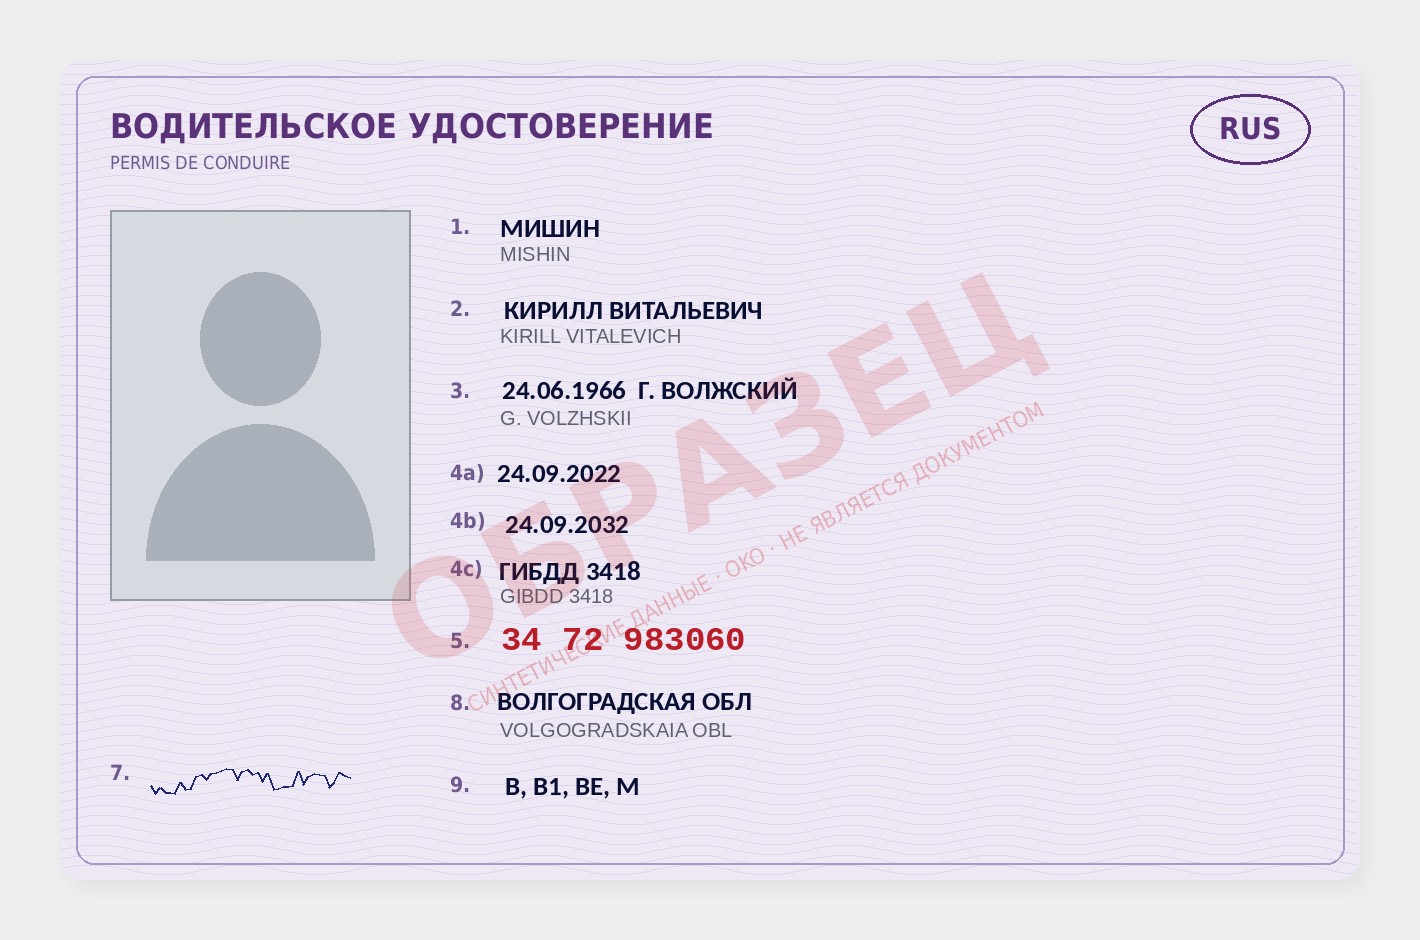 ВОДИТЕЛЬСКОЕ УДОСТОВЕРЕНИЕ
PERMIS DE CONDUIRE
RUS
1. МИШИН
MISHIN
2. КИРИЛЛ ВИТАЛЬЕВИЧ
KIRILL VITALEVICH
3. 24.06.1966 Г. ВОЛЖСКИЙ
G. VOLZHSKII
4a) 24.09.2022
4b) 24.09.2032
4c) ГИБДД 3418
GIBDD 3418
5. 34 72 983060
8. ВОЛГОГРАДСКАЯ ОБЛ
VOLGOGRADSKAIA OBL
7.
9. B, B1, BE, M
ОБРАЗЕЦ
СИНТЕТИЧЕСКИЕ ДАННЫЕ · ОКО · НЕ ЯВЛЯЕТСЯ ДОКУМЕНТОМ